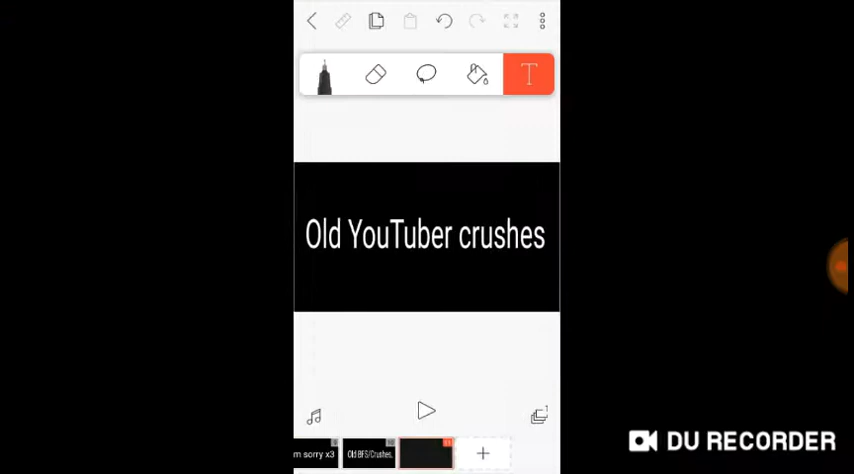 T
Old YouTuber crushes
m sorry x3
Old BFS/Crushes.
DU RECORDER